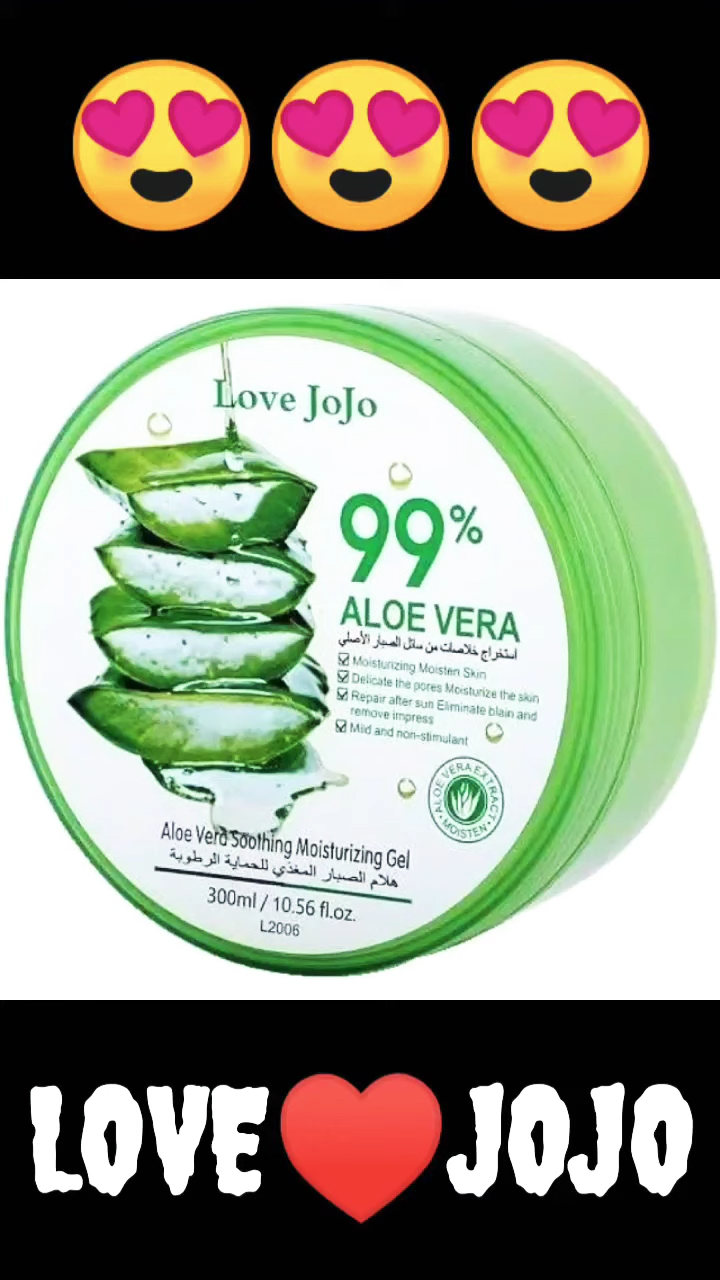 Love JoJo
99%
ALOE VERA
استخراج خلاصات من سائل الصبار الأصلي
Moisturizing Moisten Skin
Delicate the pores Moisturize the skin
Repair after sun Eliminate blain and
remove impress
Mild and non-stimulant
ALOE VERA EXTRACT
MOISTEN
Aloe Vera Soothing Moisturizing Gel
هلام الصبار المغذي للحماية الرطوبة
300ml / 10.56 fl.oz.
L2006
LOVE❤️JOJO